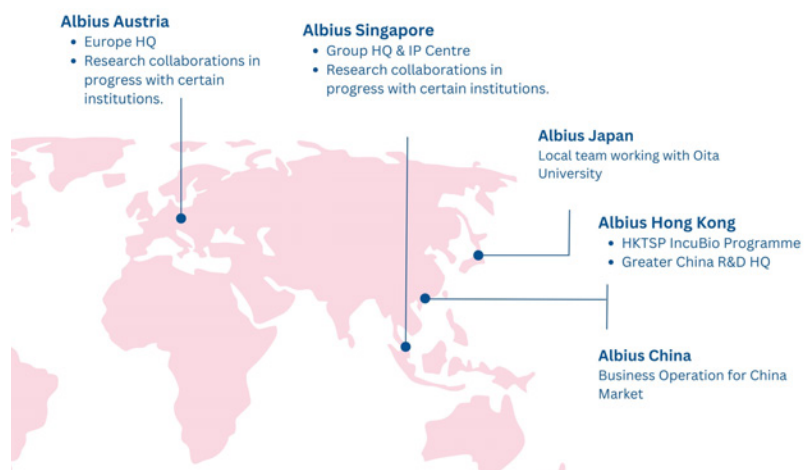 Albius Austria
• Europe HQ
• Research collaborations in
progress with certain
institutions.
Albius Singapore
• Group HQ & IP Centre
• Research collaborations in
progress with certain institutions.
Albius Japan
Local team working with Oita
University
Albius Hong Kong
• HKTSP IncuBio Programme
• Greater China R&D HQ
Albius China
Business Operation for China
Market